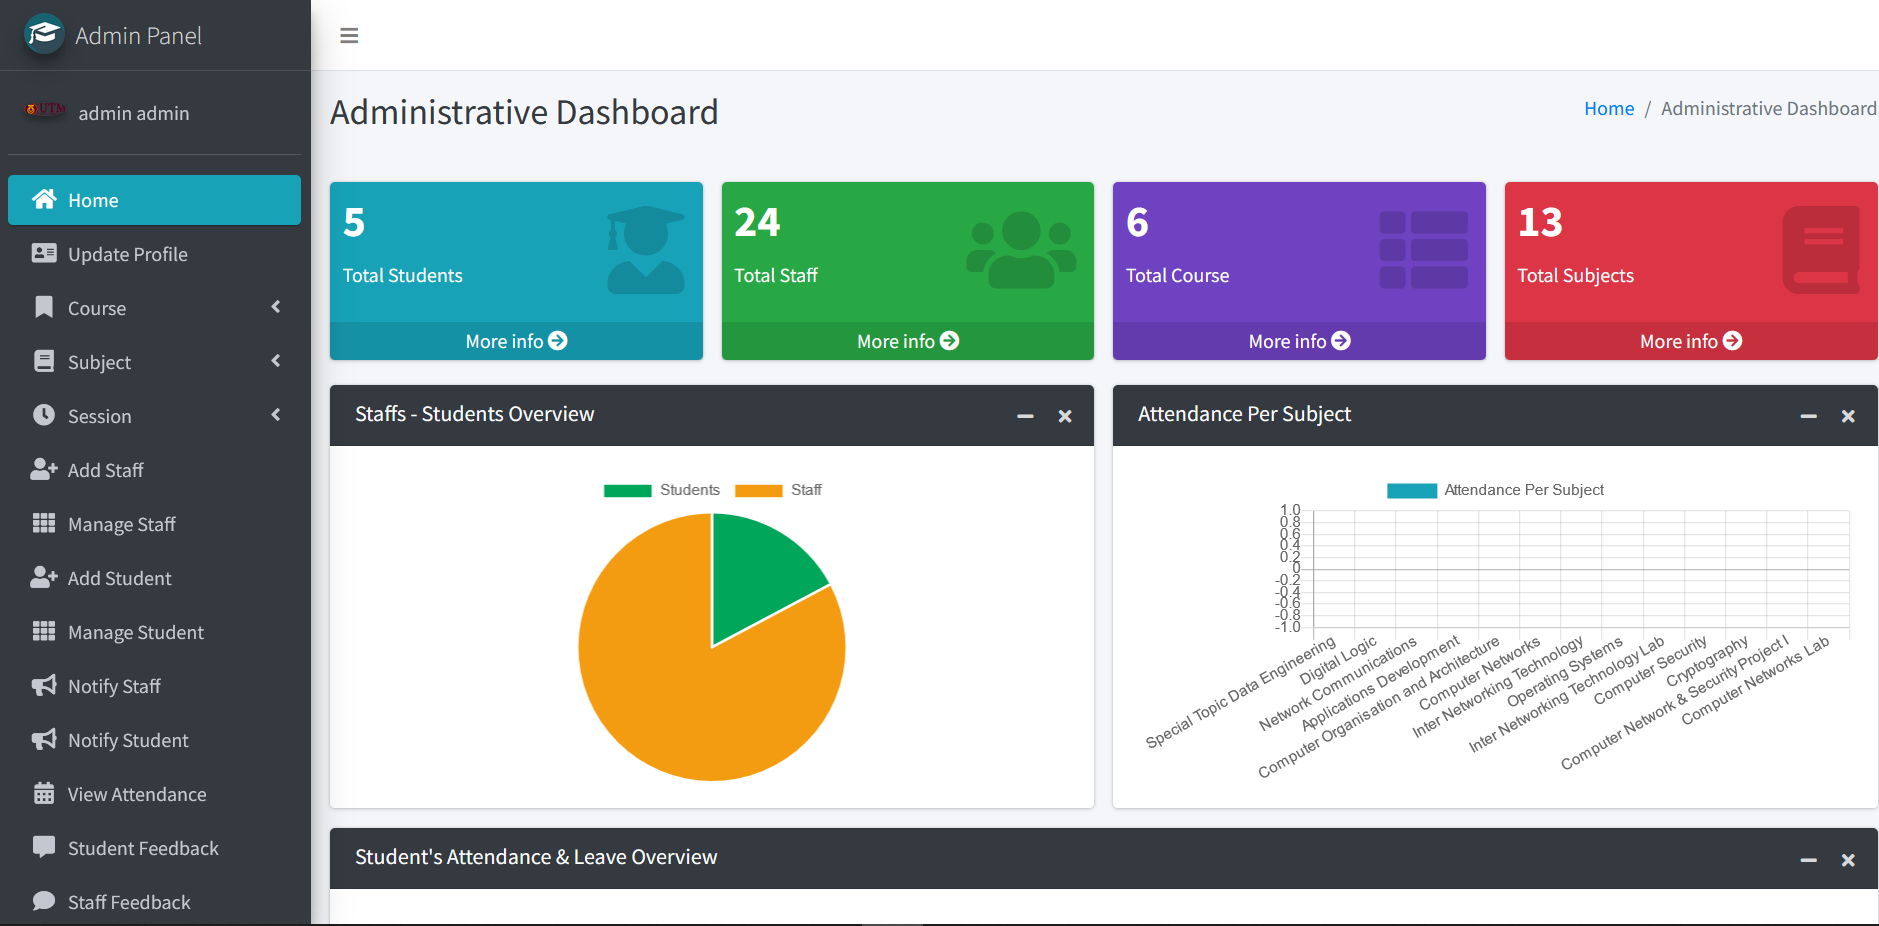 Admin Panel
UTM
admin admin
Home
Update Profile
Course
Subject
Session
Add Staff
Manage Staff
Add Student
Manage Student
Notify Staff
Notify Student
View Attendance
Student Feedback
Staff Feedback
Administrative Dashboard
Home / Administrative Dashboard
5
Total Students
More info
24
Total Staff
More info
6
Total Course
More info
13
Total Subjects
More info
Staffs - Students Overview
Students Staff
Attendance Per Subject
Attendance Per Subject
1.0
0.8
0.6
0.4
0.2
0
-0.2
-0.4
-0.6
-0.8
-1.0
Special Topic Data Engineering
Digital Logic
Network Communications
Applications Development
Computer Organisation and Architecture
Computer Networks
Inter Networking Technology
Operating Systems
Inter Networking Technology Lab
Computer Security
Cryptography
Computer Network & Security Project I
Computer Networks Lab
Student's Attendance & Leave Overview